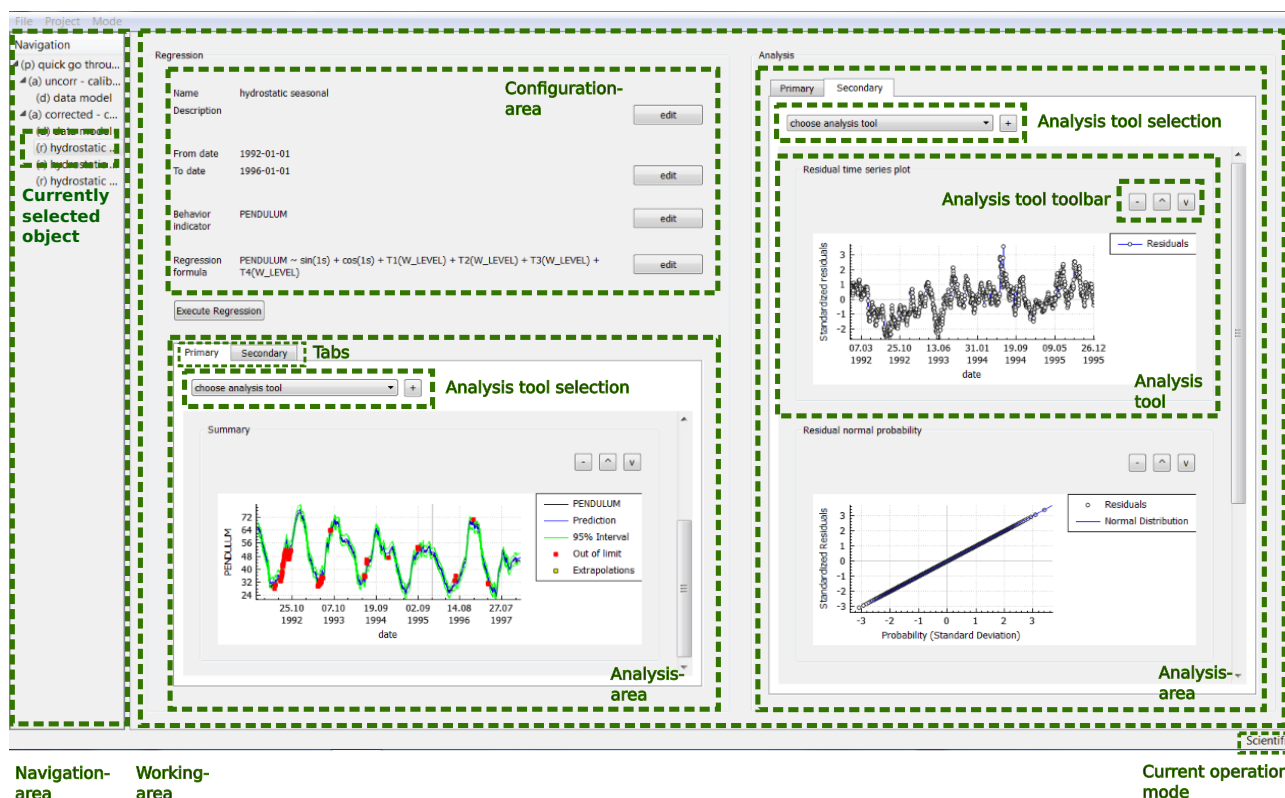 File Project Mode
Navigation
(p) quick go throu...
(a) uncorr - calib...
(d) data model
(a) corrected - c...
(d) data model
(r) hydrostatic ...
(r) hydrostatic ...
(r) hydrostatic ...
Currently
selected
object
Regression
Configuration-
area
Name hydrostatic seasonal
Description
edit
From date 1992-01-01
To date 1996-01-01
edit
Behavior
indicator
PENDULUM
edit
Regression
formula
PENDULUM ~ sin(1s) + cos(1s) + T1(W_LEVEL) + T2(W_LEVEL) + T3(W_LEVEL) +
T4(W_LEVEL)
edit
Execute Regression
Primary Secondary Tabs
choose analysis tool + Analysis tool selection
Summary
- ^ v
PENDULUM
72
64
56
48
40
32
24
25.10 07.10 19.09 02.09 14.08 27.07
1992 1993 1994 1995 1996 1997
date
PENDULUM
Prediction
95% Interval
Out of limit
Extrapolations
Analysis-
area
Analysis
Primary Secondary
choose analysis tool + Analysis tool selection
Residual time series plot
Analysis tool toolbar - ^ v
Residuals
Standardized residuals
3
2
1
0
-1
-2
07.03 25.10 13.06 31.01 19.09 09.05 26.12
1992 1992 1993 1994 1994 1995 1995
date
Analysis
tool
Residual normal probability
- ^ v
Residuals
Normal Distribution
Standardized Residuals
3
2
1
0
-1
-2
-3
-3 -2 -1 0 1 2 3
Probability (Standard Deviation)
Analysis-
area
Scientifi
Navigation-
area
Working-
area
Current operation
mode